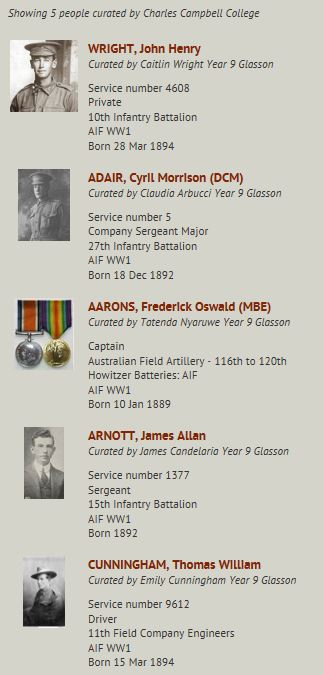 Showing 5 people curated by Charles Campbell College
WRIGHT, John Henry
Curated by Caitlin Wright Year 9 Glasson
Service number 4608
Private
10th Infantry Battalion
AIF WW1
Born 28 Mar 1894
ADAIR, Cyril Morrison (DCM)
Curated by Claudia Arbucci Year 9 Glasson
Service number 5
Company Sergeant Major
27th Infantry Battalion
AIF WW1
Born 18 Dec 1892
AARONS, Frederick Oswald (MBE)
Curated by Tatenda Nyaruwe Year 9 Glasson
Captain
Australian Field Artillery - 116th to 120th
Howitzer Batteries: AIF
AIF WW1
Born 10 Jan 1889
ARNOTT, James Allan
Curated by James Candelaria Year 9 Glasson
Service number 1377
Sergeant
15th Infantry Battalion
AIF WW1
Born 1892
CUNNINGHAM, Thomas William
Curated by Emily Cunningham Year 9 Glasson
Service number 9612
Driver
11th Field Company Engineers
AIF WW1
Born 15 Mar 1894